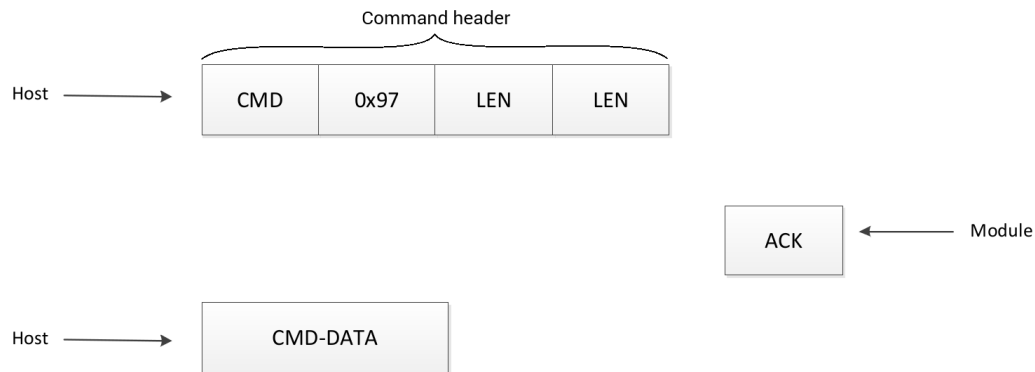 Command header
Host
CMD 0x97 LEN LEN
ACK
Module
Host
CMD-DATA